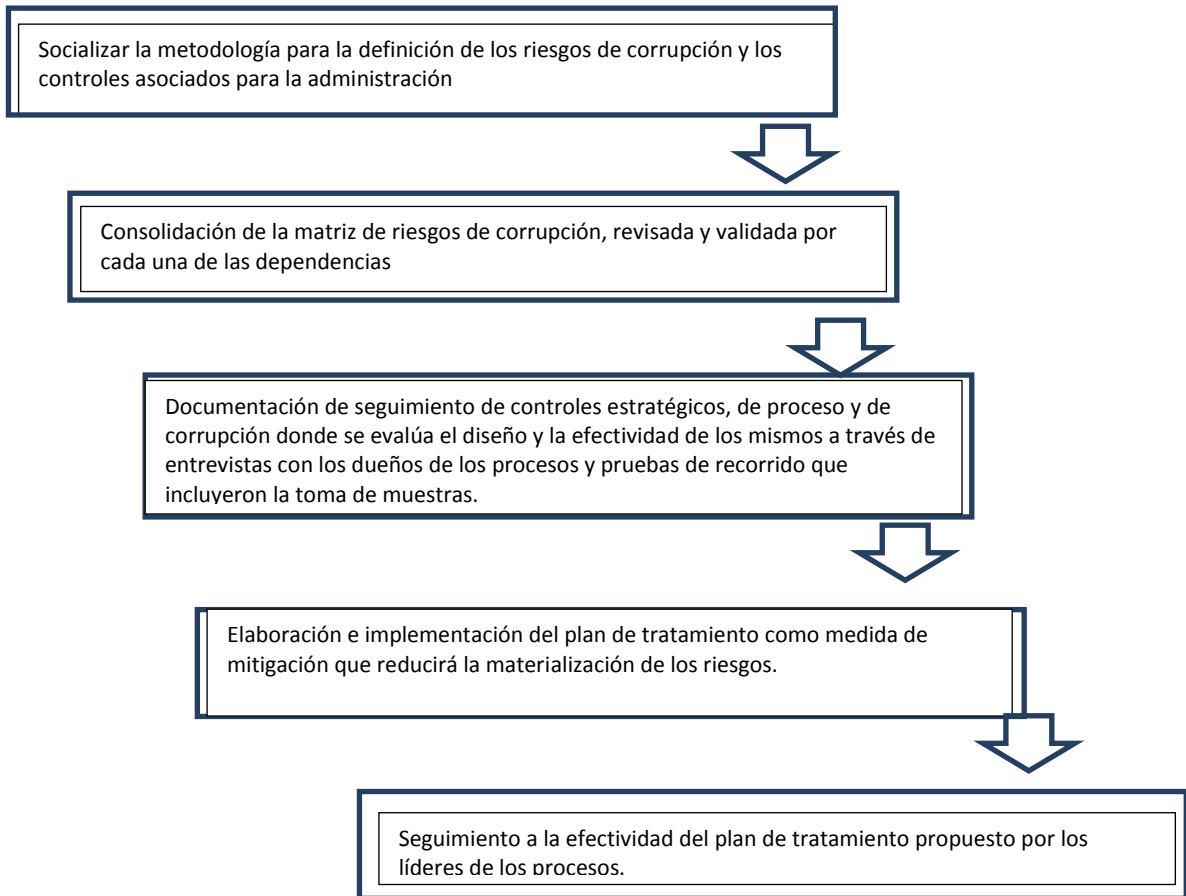 Socializar la metodología para la definición de los riesgos de corrupción y los
controles asociados para la administración
Consolidación de la matriz de riesgos de corrupción, revisada y validada por
cada una de las dependencias
Documentación de seguimiento de controles estratégicos, de proceso y de
corrupción donde se evalúa el diseño y la efectividad de los mismos a través de
entrevistas con los dueños de los procesos y pruebas de recorrido que
incluyeron la toma de muestras.
Elaboración e implementación del plan de tratamiento como medida de
mitigación que reducirá la materialización de los riesgos.
Seguimiento a la efectividad del plan de tratamiento propuesto por los
líderes de los procesos.